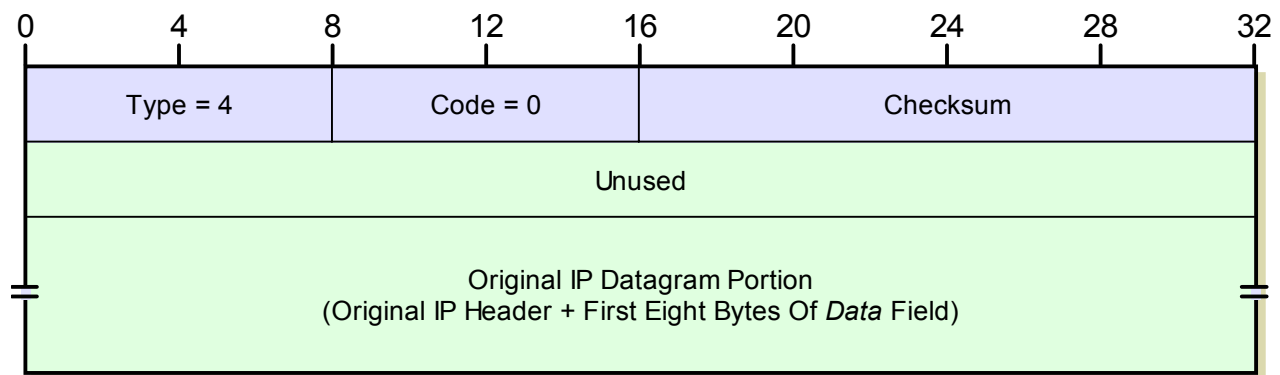 0 4 8 12 16 20 24 28 32
Type = 4 Code = 0 Checksum
Unused
Original IP Datagram Portion
(Original IP Header + First Eight Bytes Of Data Field)